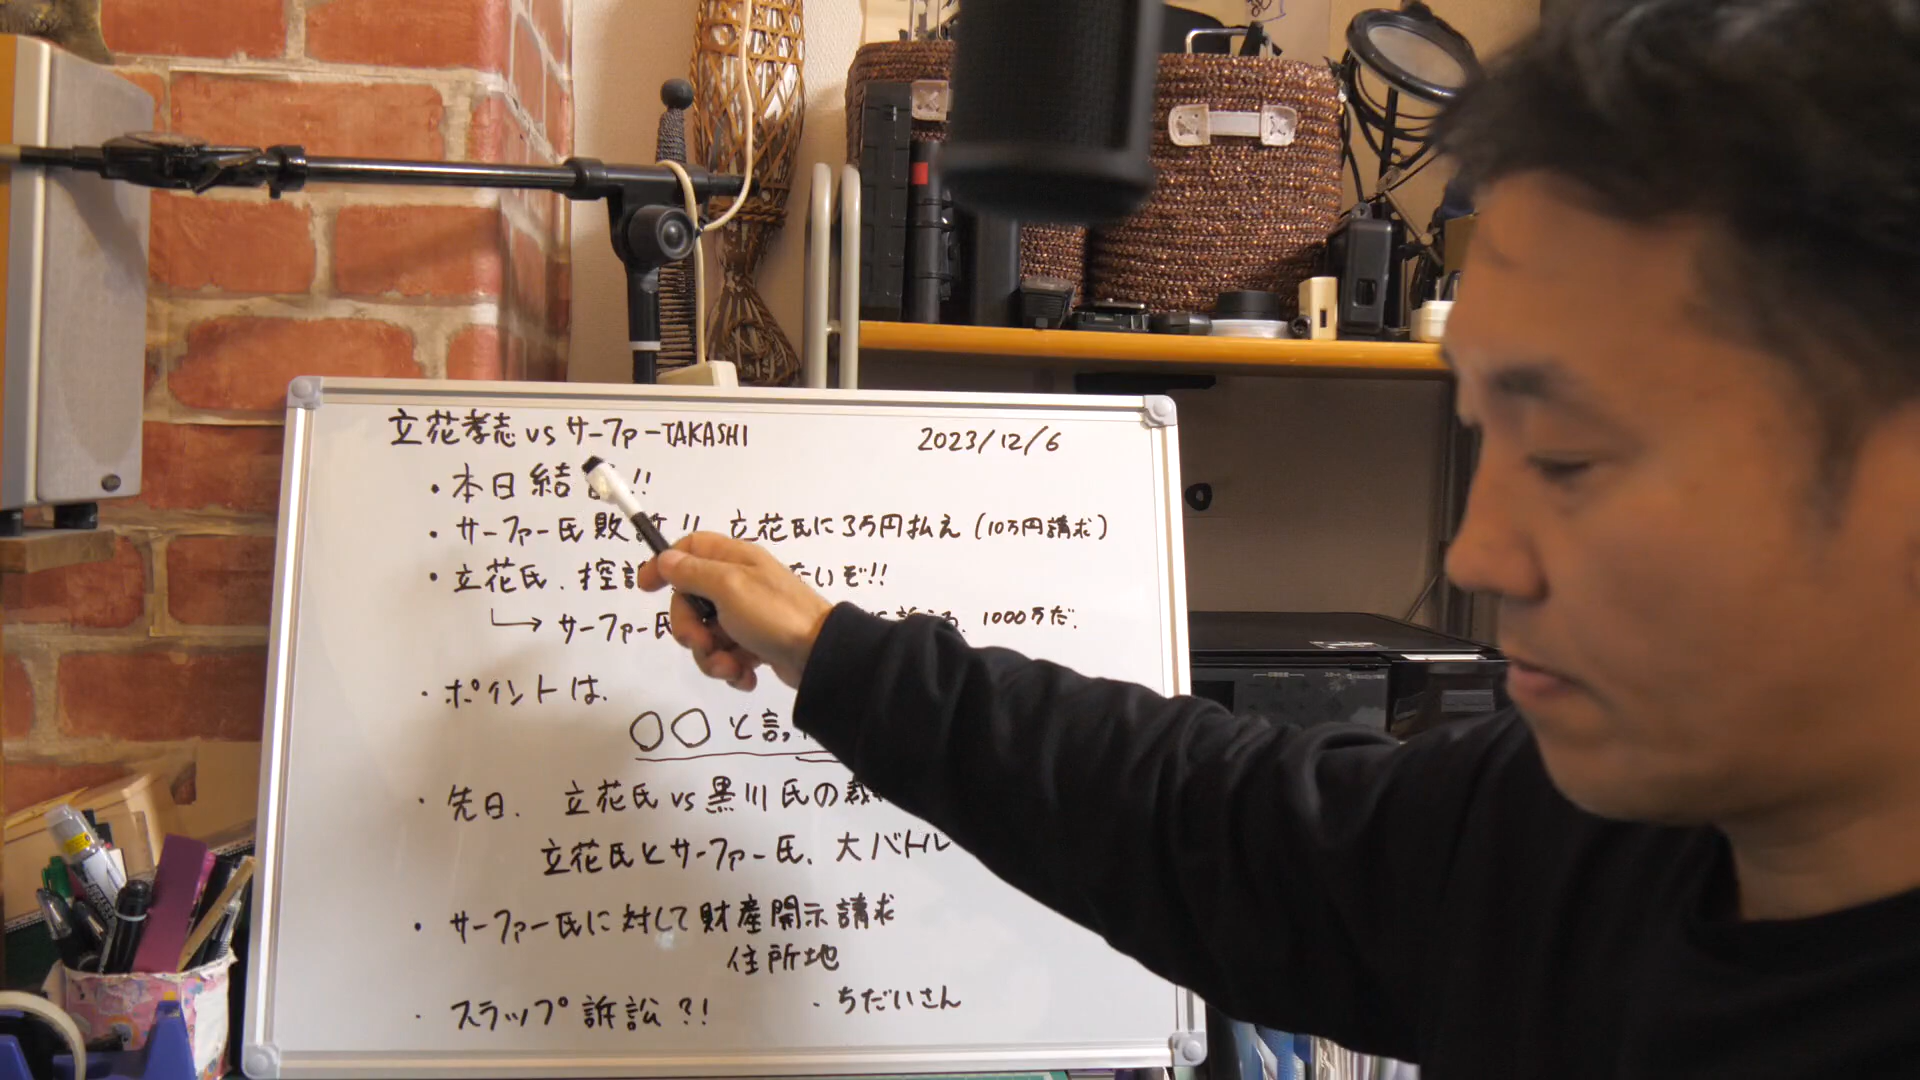 立花孝志 vs サーファーTAKASHI 2023/12/6
・本日結 !!
・サーファー氏敗 !! 立花氏に3万円払え (10万円請求)
・立花氏、控訴 ないぞ!!
サーファー氏 1000万だ.
・ポイントは、
〇〇と言っ
・先日、立花氏 vs 黒川氏の裁
立花氏とサーファー氏、大バトル
・サーファー氏に対して財産開示請求
住所地
・スラップ訴訟?!
・ちだいさん